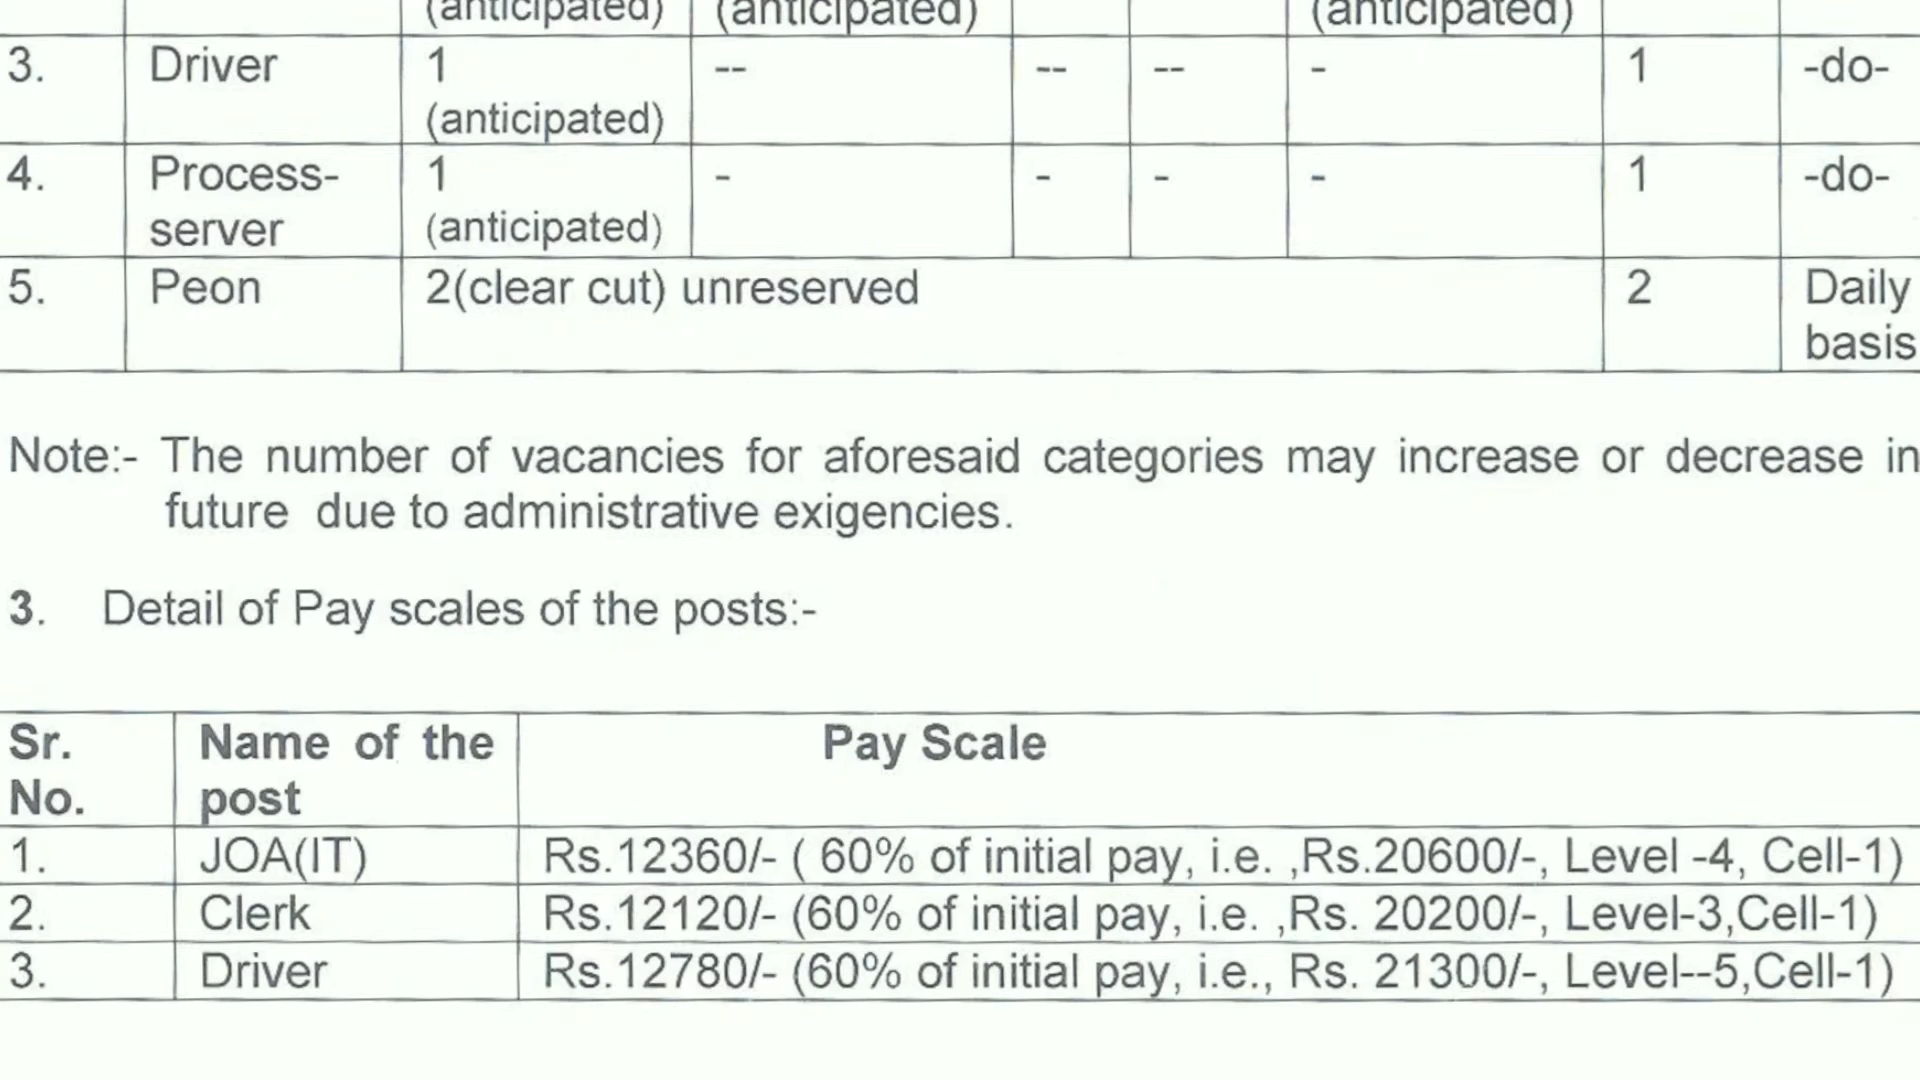 (anticipated) (anticipated) (anticipated)
3. Driver 1 -- -- -- - 1 -do-
(anticipated)
4. Process- 1 - - - - 1 -do-
server (anticipated)
5. Peon 2(clear cut) unreserved 2 Daily
basis
Note:- The number of vacancies for aforesaid categories may increase or decrease in
future due to administrative exigencies.
3. Detail of Pay scales of the posts:-
Sr. Name of the Pay Scale
No. post
1. JOA(IT) Rs.12360/- ( 60% of initial pay, i.e. ,Rs.20600/-, Level -4, Cell-1)
2. Clerk Rs.12120/- (60% of initial pay, i.e. ,Rs. 20200/-, Level-3,Cell-1)
3. Driver Rs.12780/- (60% of initial pay, i.e., Rs. 21300/-, Level--5,Cell-1)